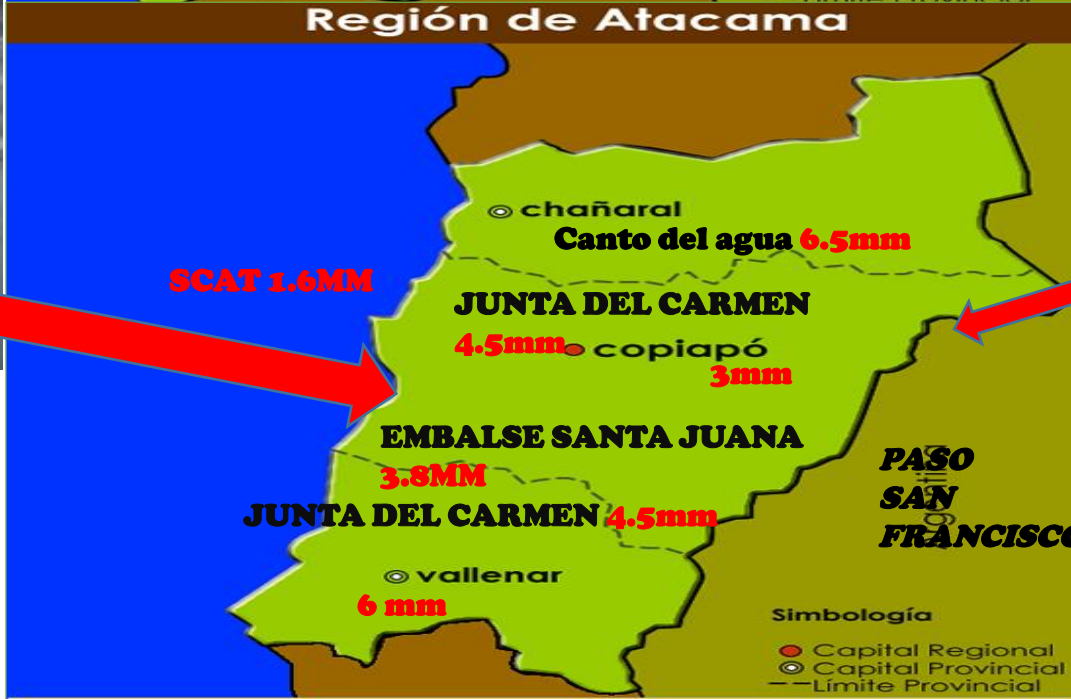 Región de Atacama
chañaral
Canto del agua 6.5mm
SCAT 1.6MM
JUNTA DEL CARMEN
4.5mm
copiapó
3mm
EMBALSE SANTA JUANA
3.8MM
JUNTA DEL CARMEN 4.5mm
PASO
SAN
FRANCISCO
vallenar
6 mm
Simbología
Capital Regional
Capital Provincial
Límite Provincial